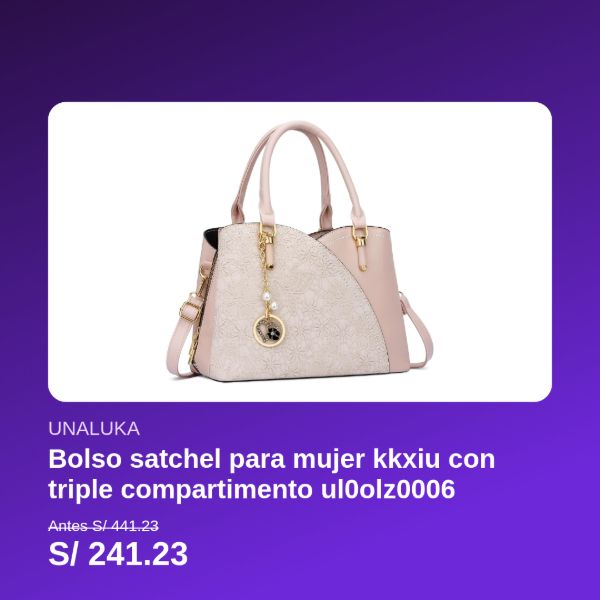 UNALUKA
Bolso satchel para mujer kkxiu con
triple compartimento ul0olz0006
Antes S/ 441.23
S/ 241.23